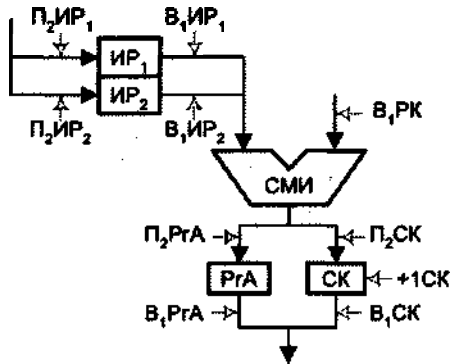 П₂ИР₁ В₁ИР₁
ИР₁
ИР₂
П₂ИР₂ В₁ИР₂
В₁РК
СМИ
П₂РгА П₂СК
РгА СК +1СК
В₁РгА В₁СК